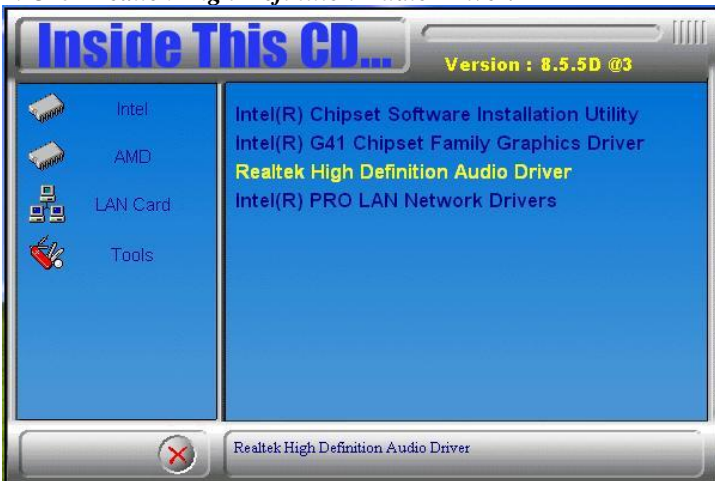 Inside This CD...
Version : 8.5.5D @3
Intel
AMD
LAN Card
Tools
Intel(R) Chipset Software Installation Utility
Intel(R) G41 Chipset Family Graphics Driver
Realtek High Definition Audio Driver
Intel(R) PRO LAN Network Drivers
Realtek High Definition Audio Driver